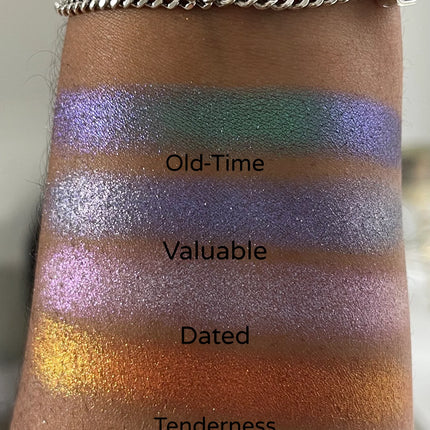 Old-Time
Valuable
Dated
Tenderness